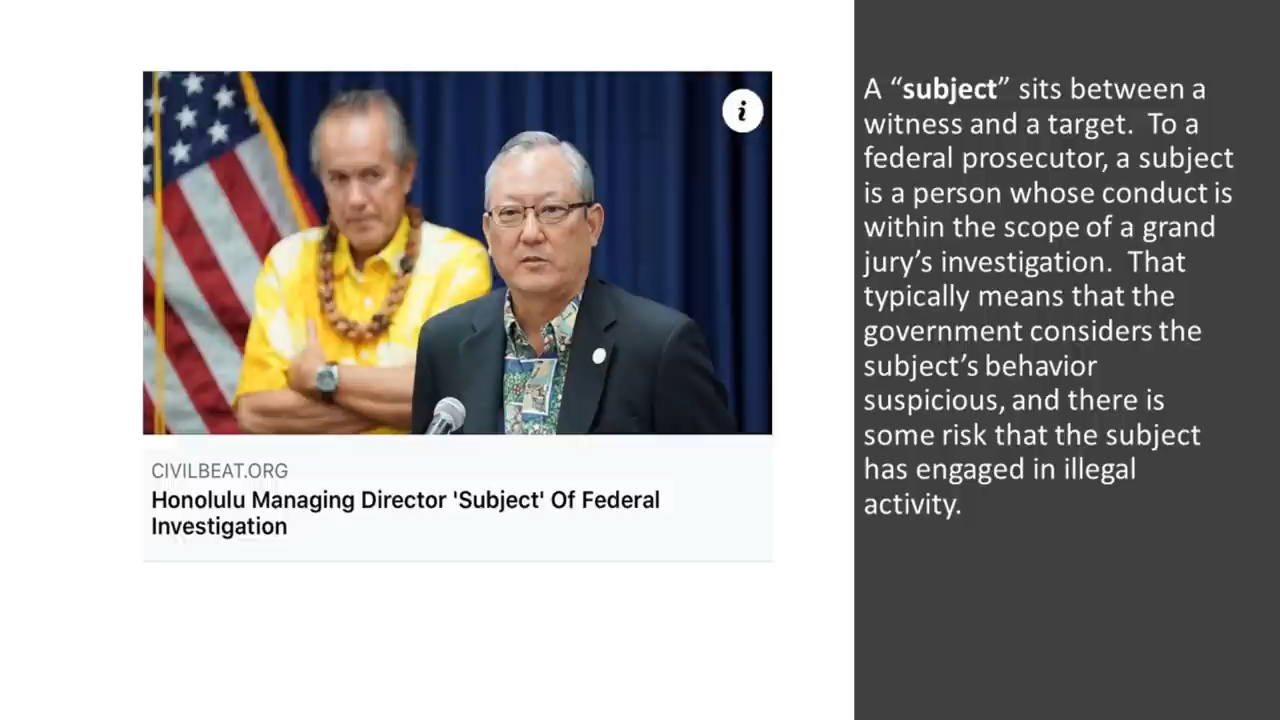 CIVILBEAT.ORG
Honolulu Managing Director 'Subject' Of Federal
Investigation
A “subject” sits between a
witness and a target.  To a
federal prosecutor, a subject
is a person whose conduct is
within the scope of a grand
jury’s investigation.  That
typically means that the
government considers the
subject’s behavior
suspicious, and there is
some risk that the subject
has engaged in illegal
activity.